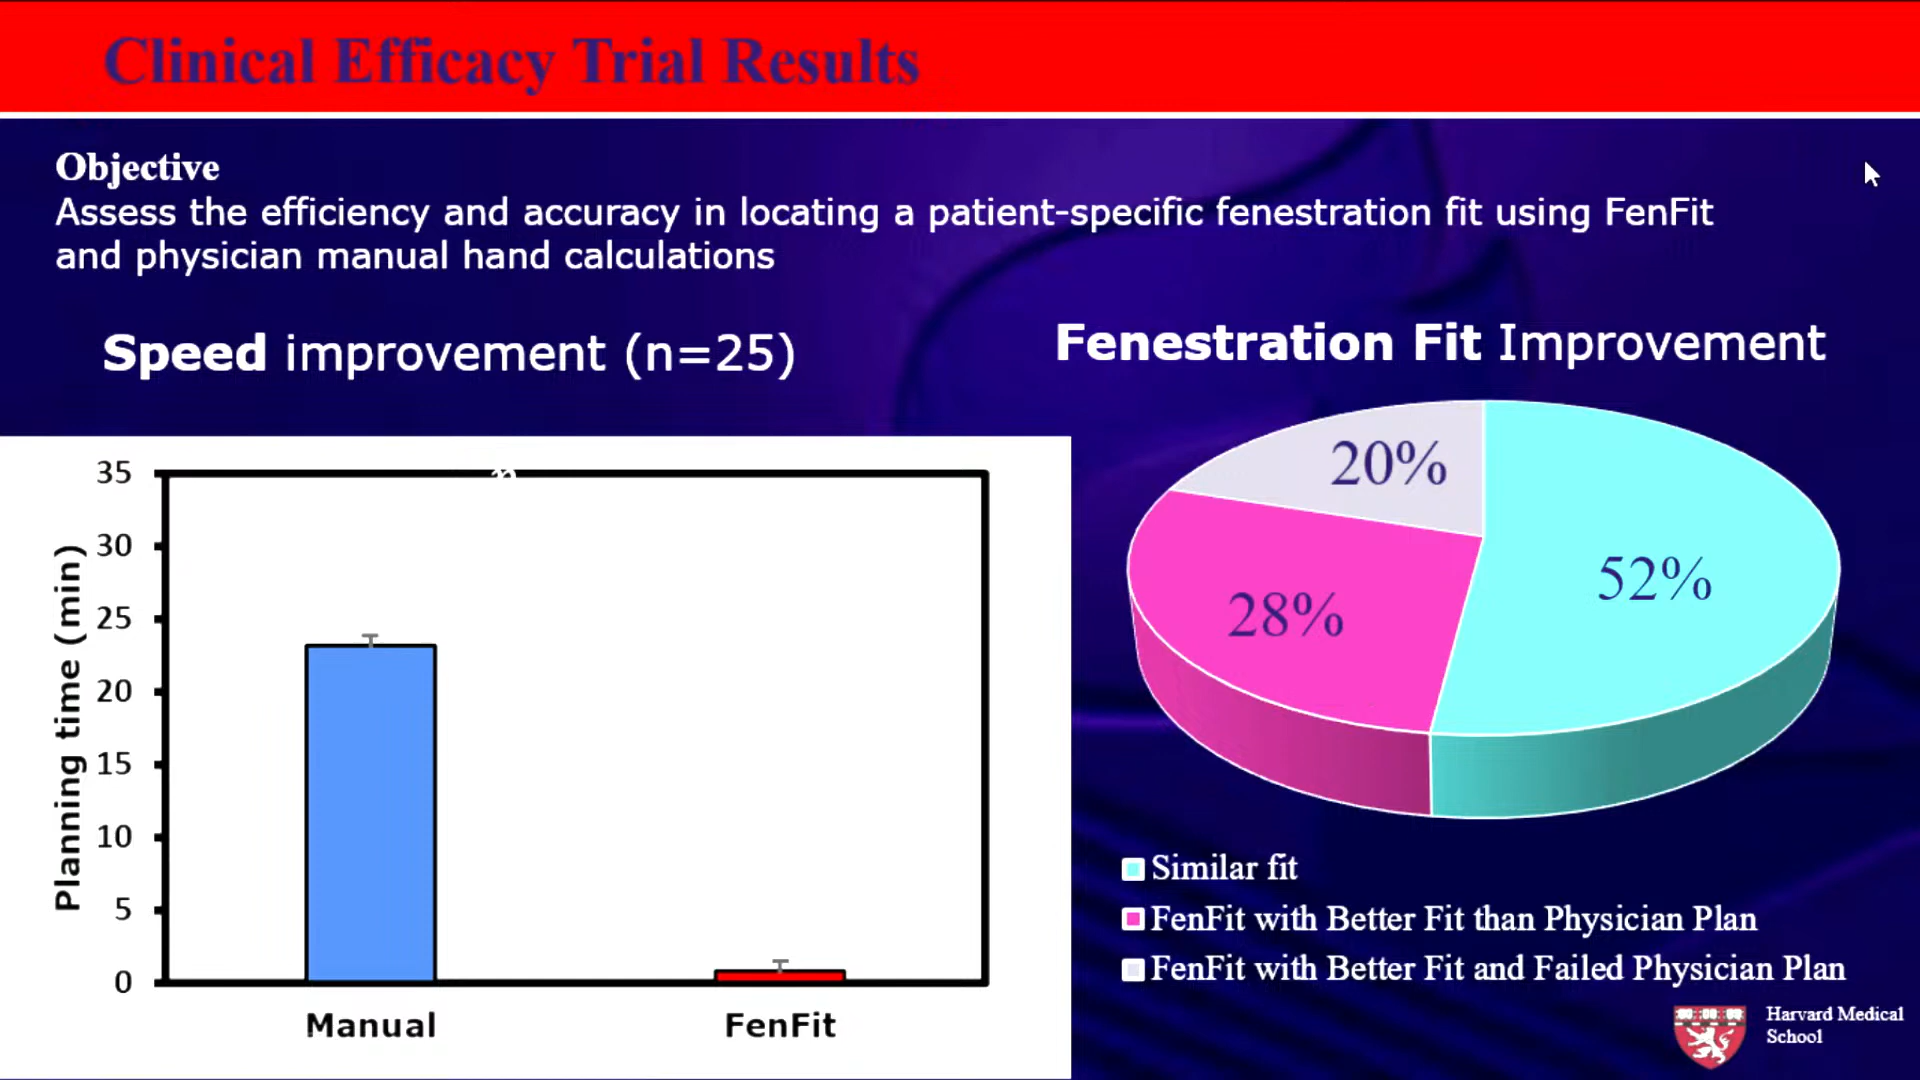 Clinical Efficacy Trial Results
Objective
Assess the efficiency and accuracy in locating a patient-specific fenestration fit using FenFit
and physician manual hand calculations
Speed improvement (n=25)
Fenestration Fit Improvement
35
30
25
20
15
10
5
0
Planning time (min)
Manual
FenFit
20%
52%
28%
Similar fit
FenFit with Better Fit than Physician Plan
FenFit with Better Fit and Failed Physician Plan
Harvard Medical
School